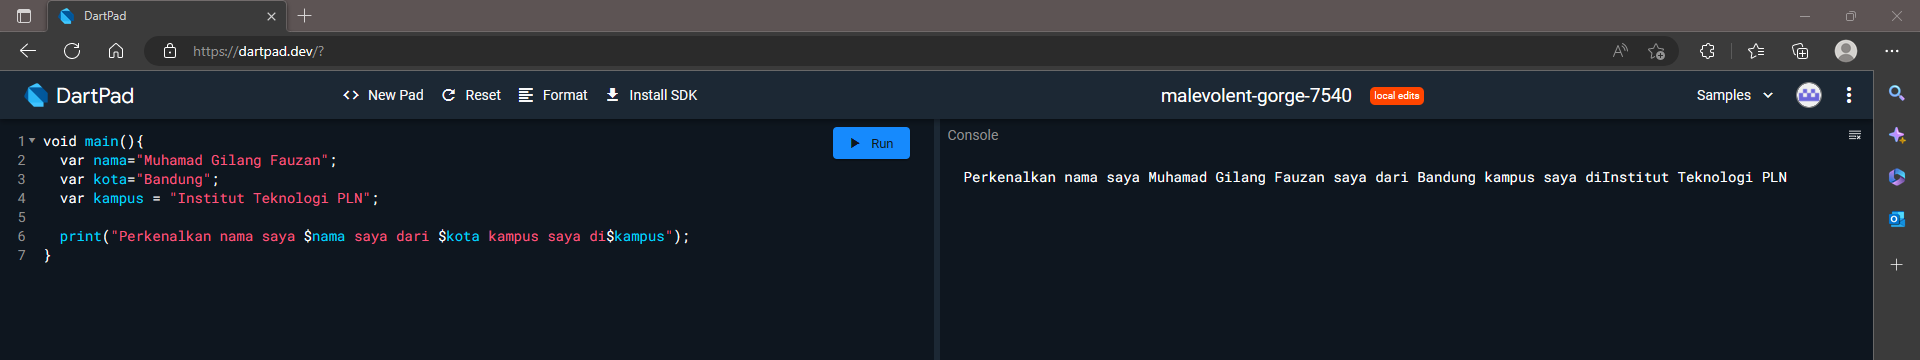 DartPad
https://dartpad.dev/?
DartPad
<> New Pad Reset Format Install SDK malevolent-gorge-7540 local edits Samples
1 void main(){
2 var nama="Muhamad Gilang Fauzan";
3 var kota="Bandung";
4 var kampus = "Institut Teknologi PLN";
5
6 print("Perkenalkan nama saya $nama saya dari $kota kampus saya di$kampus");
7 }
Run
Console
Perkenalkan nama saya Muhamad Gilang Fauzan saya dari Bandung kampus saya diInstitut Teknologi PLN